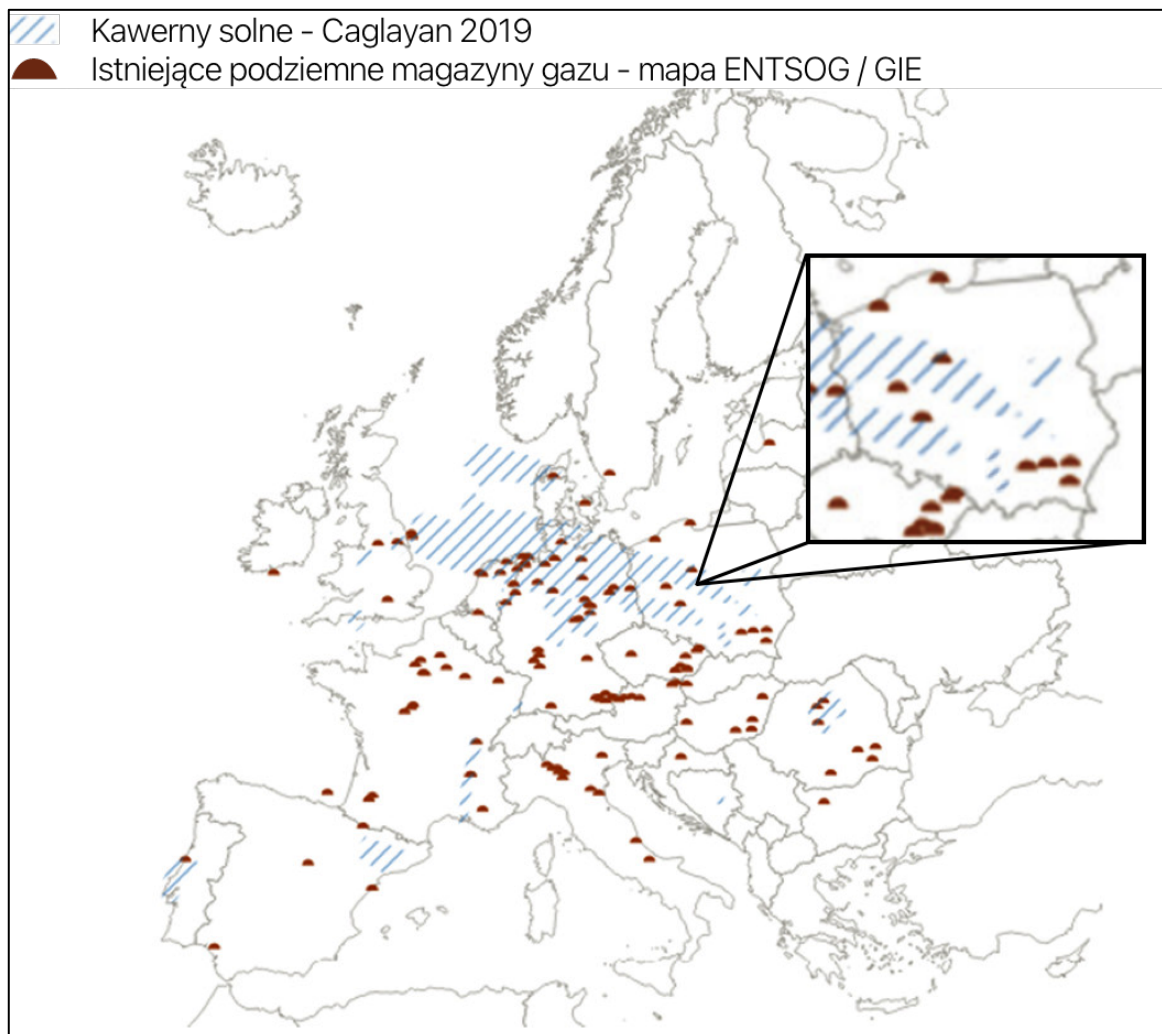 Kawerny solne - Caglayan 2019
Istniejące podziemne magazyny gazu - mapa ENTSOG / GIE